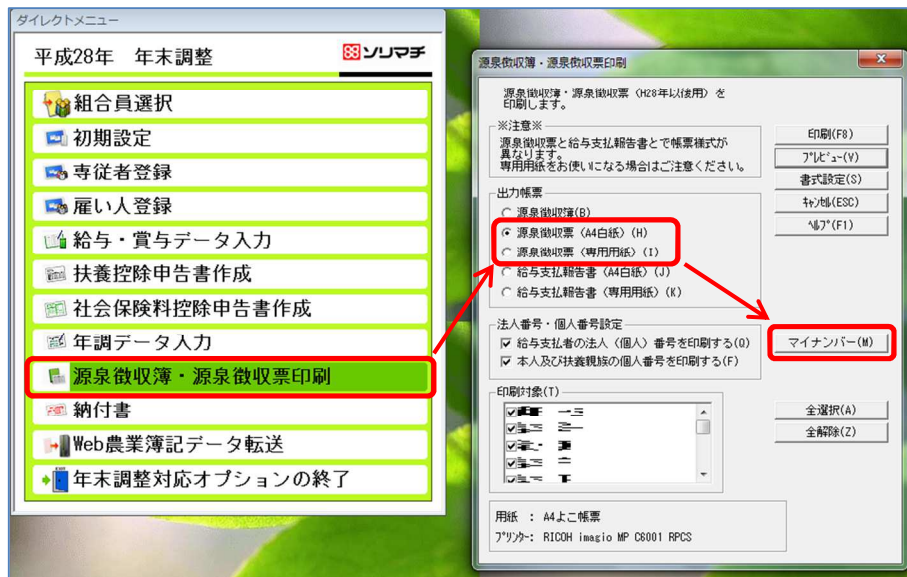 ダイレクトメニュー
平成28年 年末調整
ソリマチ
組合員選択
初期設定
専従者登録
雇い人登録
給与・賞与データ入力
扶養控除申告書作成
社会保険料控除申告書作成
年調データ入力
源泉徴収簿・源泉徴収票印刷
納付書
Web農業簿記データ転送
年末調整対応オプションの終了
源泉徴収簿・源泉徴収票印刷
源泉徴収簿・源泉徴収票（H28年以後用）を
印刷します。
※注意※
源泉徴収票と給与支払報告書とで帳票様式が
異なります。
専用用紙をお使いになる場合はご注意ください。
出力帳票
源泉徴収簿(B)
源泉徴収票（A4白紙）(H)
源泉徴収票（専用用紙）(I)
給与支払報告書（A4白紙）(J)
給与支払報告書（専用用紙）(K)
法人番号・個人番号設定
給与支払者の法人（個人）番号を印刷する(O)
本人及び扶養親族の個人番号を印刷する(F)
印刷対象(T)
用紙 ： A4よこ帳票
ﾌﾟﾘﾝﾀｰ: RICOH imagio MP C6001 RPCS
印刷(F8)
ﾌﾟﾚﾋﾞｭｰ(V)
書式設定(S)
ｷｬﾝｾﾙ(ESC)
ﾍﾙﾌﾟ(F1)
マイナンバー(M)
全選択(A)
全解除(Z)